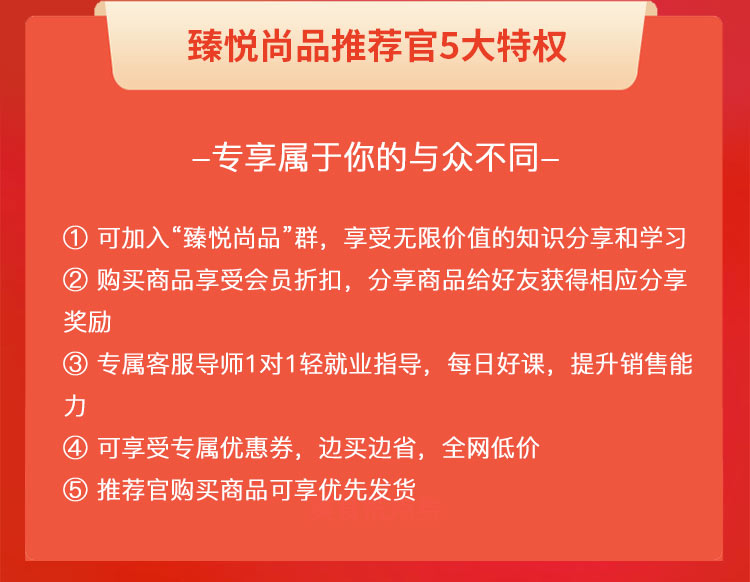 臻悦尚品推荐官5大特权
–专享属于你的与众不同–
① 可加入“臻悦尚品”群，享受无限价值的知识分享和学习
② 购买商品享受会员折扣，分享商品给好友获得相应分享
奖励
③ 专属客服导师1对1轻就业指导，每日好课，提升销售能
力
④ 可享受专属优惠券，边买边省，全网低价
⑤ 推荐官购买商品可享优先发货